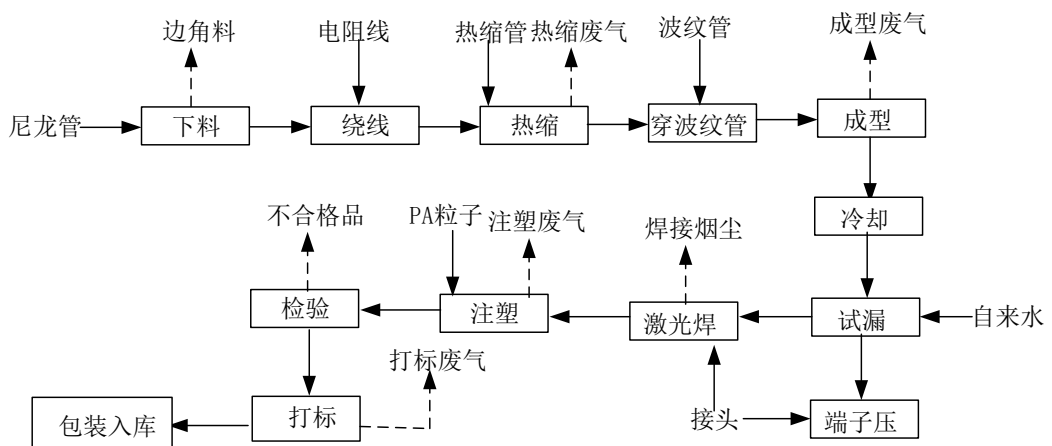 边角料
电阻线
热缩管
热缩废气
波纹管
成型废气
尼龙管
下料
绕线
热缩
穿波纹管
成型
冷却
不合格品
PA粒子
注塑废气
焊接烟尘
检验
注塑
激光焊
试漏
自来水
打标废气
包装入库
打标
接头
端子压